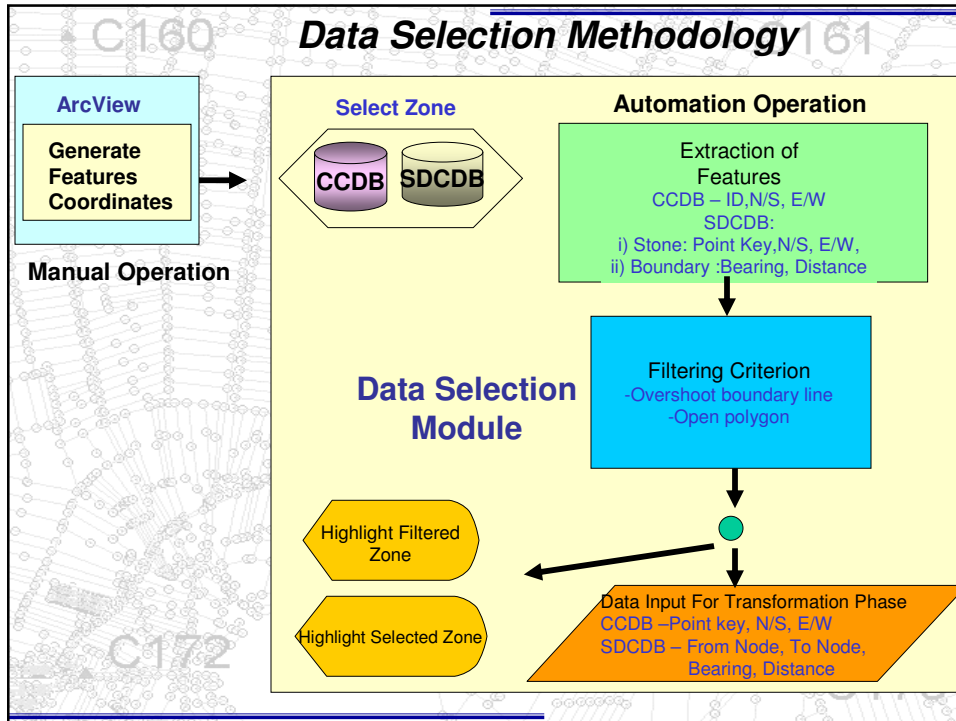 C160
Data Selection Methodology
161
ArcView
Generate
Features
Coordinates
Manual Operation
Select Zone
CCDB
SDCDB
Automation Operation
Extraction of
Features
CCDB – ID,N/S, E/W
SDCDB:
i) Stone: Point Key,N/S, E/W,
ii) Boundary :Bearing, Distance
Filtering Criterion
-Overshoot boundary line
-Open polygon
Data Selection
Module
Highlight Filtered
Zone
Highlight Selected Zone
Data Input For Transformation Phase
CCDB –Point key, N/S, E/W
SDCDB – From Node, To Node,
Bearing, Distance
C172